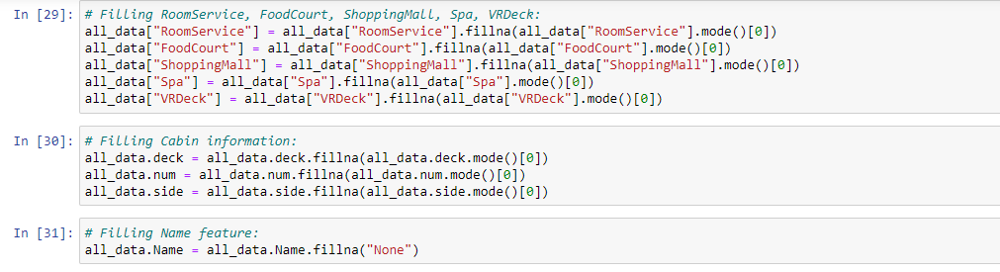 In [29]: # Filling RoomService, FoodCourt, ShoppingMall, Spa, VRDeck:
all_data["RoomService"] = all_data["RoomService"].fillna(all_data["RoomService"].mode()[0])
all_data["FoodCourt"] = all_data["FoodCourt"].fillna(all_data["FoodCourt"].mode()[0])
all_data["ShoppingMall"] = all_data["ShoppingMall"].fillna(all_data["ShoppingMall"].mode()[0])
all_data["Spa"] = all_data["Spa"].fillna(all_data["Spa"].mode()[0])
all_data["VRDeck"] = all_data["VRDeck"].fillna(all_data["VRDeck"].mode()[0])
In [30]: # Filling Cabin information:
all_data.deck = all_data.deck.fillna(all_data.deck.mode()[0])
all_data.num = all_data.num.fillna(all_data.num.mode()[0])
all_data.side = all_data.side.fillna(all_data.side.mode()[0])
In [31]: # Filling Name feature:
all_data.Name = all_data.Name.fillna("None")